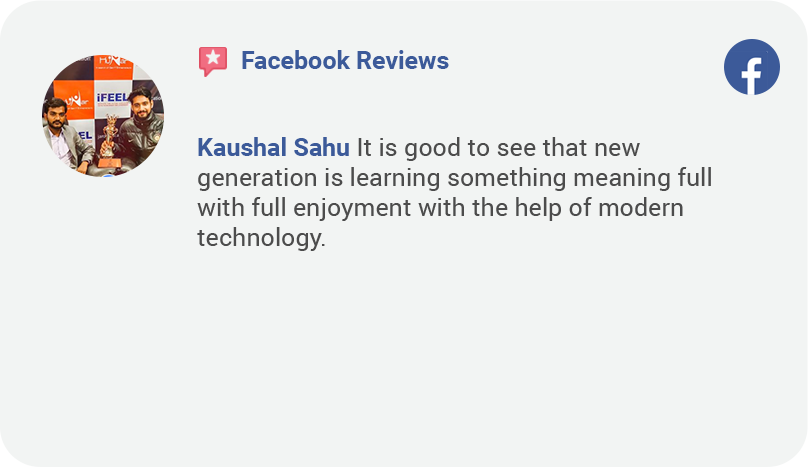 Facebook Reviews
iFEEL
Kaushal Sahu It is good to see that new
generation is learning something meaning full
with full enjoyment with the help of modern
technology.